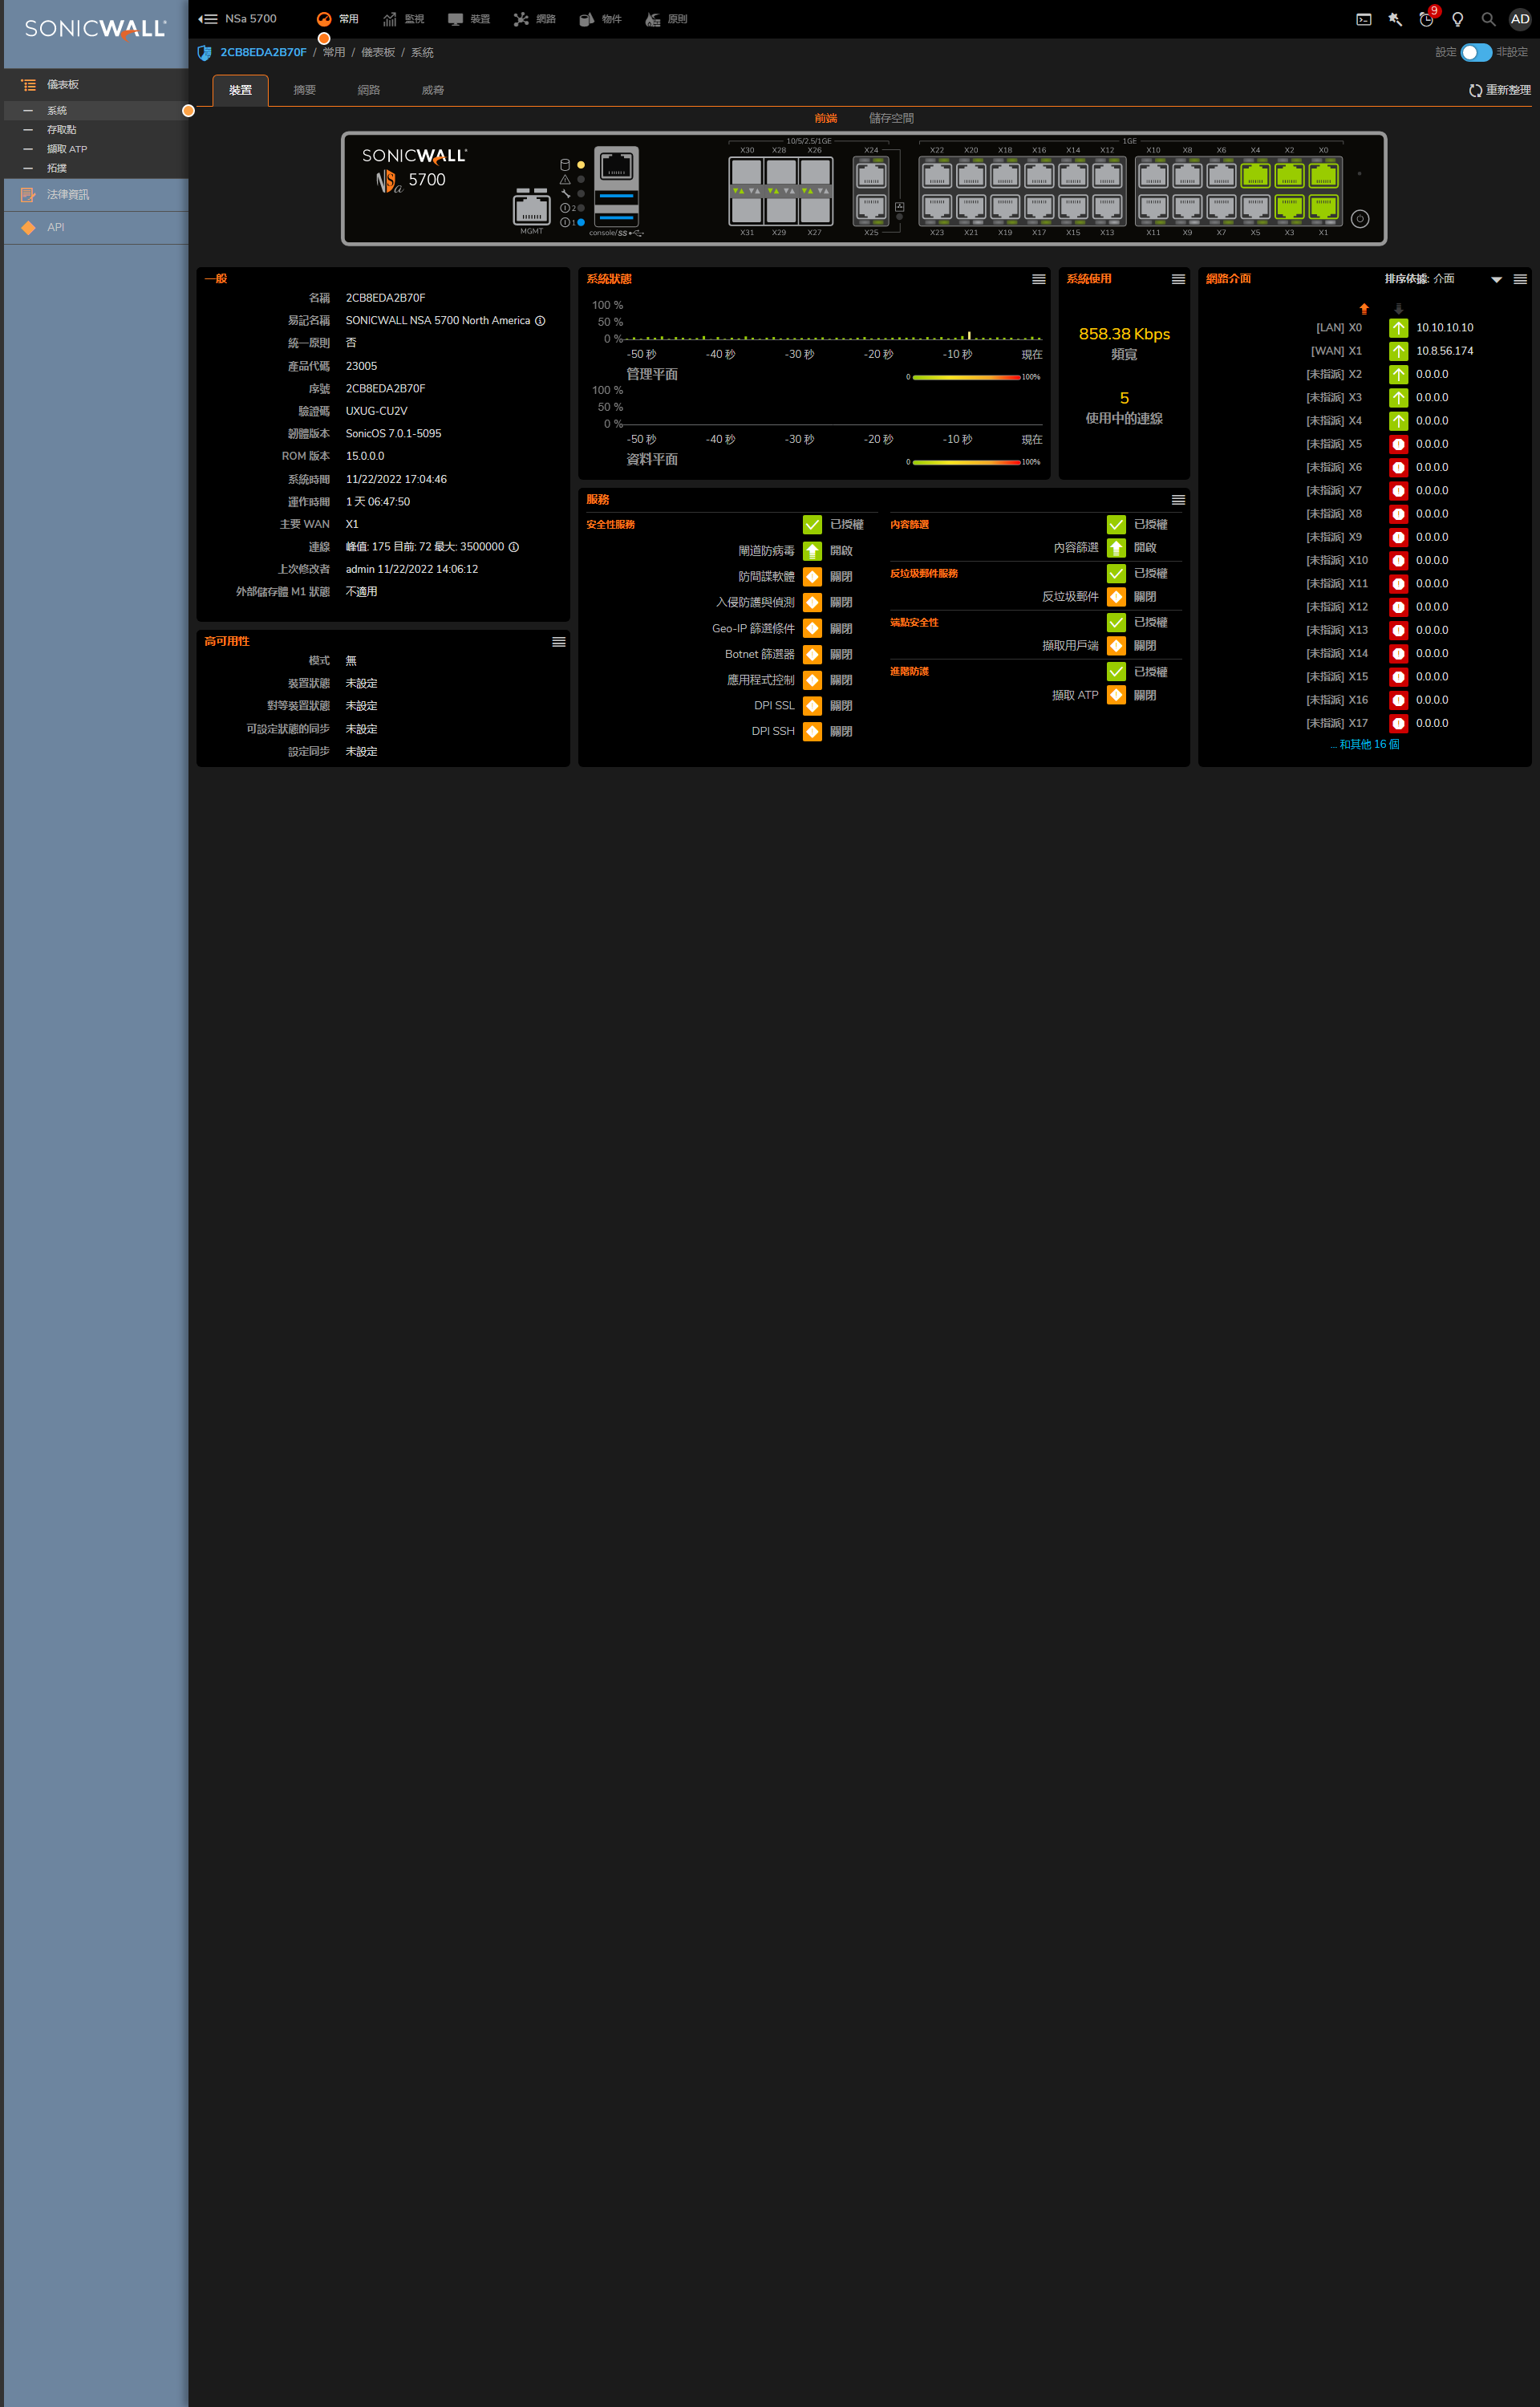 SONICWALL
NSa 5700
常用
監視
裝置
網路
物件
原則
9
AD
2CB8EDA2B70F / 常用 / 儀表板 / 系統
設定
非設定
儀表板
系統
存取點
擷取 ATP
拓撲
法律資訊
API
裝置
摘要
網路
威脅
重新整理
前端
儲存空間
SONICWALL
NSa 5700
MGMT
2
1
console/SS
10/5/2.5/1GE
X30 X28 X26 X24
X31 X29 X27 X25
1GE
X22 X20 X18 X16 X14 X12 X10 X8 X6 X4 X2 X0
X23 X21 X19 X17 X15 X13 X11 X9 X7 X5 X3 X1
一般
名稱 2CB8EDA2B70F
易記名稱 SONICWALL NSA 5700 North America
統一原則 否
產品代碼 23005
序號 2CB8EDA2B70F
驗證碼 UXUG-CU2V
韌體版本 SonicOS 7.0.1-5095
ROM 版本 15.0.0.0
系統時間 11/22/2022 17:04:46
運作時間 1 天 06:47:50
主要 WAN X1
連線 峰值: 175 目前: 72 最大: 3500000
上次修改者 admin 11/22/2022 14:06:12
外部儲存體 M1 狀態 不適用
高可用性
模式 無
裝置狀態 未設定
對等裝置狀態 未設定
可設定狀態的同步 未設定
設定同步 未設定
系統狀態
100 %
50 %
0 %
-50 秒 -40 秒 -30 秒 -20 秒 -10 秒 現在
管理平面
0 100%
100 %
50 %
0 %
-50 秒 -40 秒 -30 秒 -20 秒 -10 秒 現在
資料平面
0 100%
系統使用
858.38 Kbps
頻寬
5
使用中的連線
服務
安全性服務 已授權
閘道防病毒 開啟
防間諜軟體 關閉
入侵防護與偵測 關閉
Geo-IP 篩選條件 關閉
Botnet 篩選器 關閉
應用程式控制 關閉
DPI SSL 關閉
DPI SSH 關閉
內容篩選 已授權
內容篩選 開啟
反垃圾郵件服務 已授權
反垃圾郵件 關閉
端點安全性 已授權
擷取用戶端 關閉
進階防護 已授權
擷取 ATP 關閉
網路介面
排序依據: 介面
[LAN] X0 10.10.10.10
[WAN] X1 10.8.56.174
[未指派] X2 0.0.0.0
[未指派] X3 0.0.0.0
[未指派] X4 0.0.0.0
[未指派] X5 0.0.0.0
[未指派] X6 0.0.0.0
[未指派] X7 0.0.0.0
[未指派] X8 0.0.0.0
[未指派] X9 0.0.0.0
[未指派] X10 0.0.0.0
[未指派] X11 0.0.0.0
[未指派] X12 0.0.0.0
[未指派] X13 0.0.0.0
[未指派] X14 0.0.0.0
[未指派] X15 0.0.0.0
[未指派] X16 0.0.0.0
[未指派] X17 0.0.0.0
... 和其他 16 個